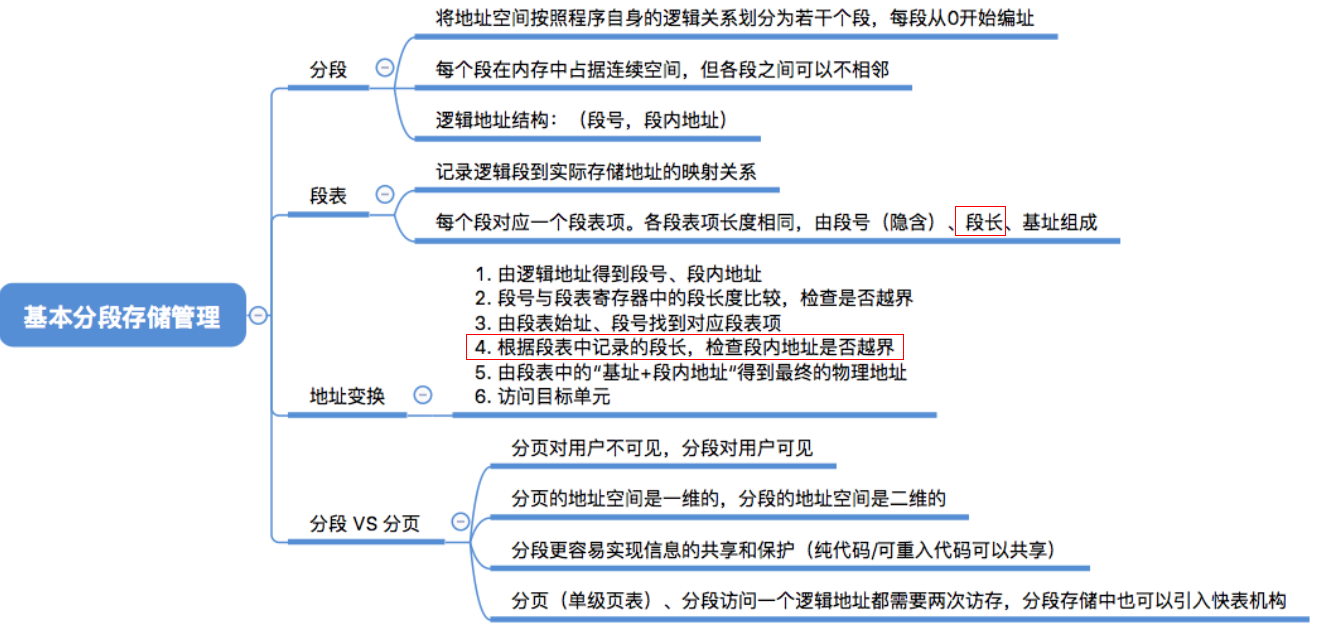 将地址空间按照程序自身的逻辑关系划分为若干个段，每段从0开始编址
分段
每个段在内存中占据连续空间，但各段之间可以不相邻
逻辑地址结构：（段号，段内地址）
记录逻辑段到实际存储地址的映射关系
段表
每个段对应一个段表项。各段表项长度相同，由段号（隐含）、段长、基址组成
基本分段存储管理
1. 由逻辑地址得到段号、段内地址
2. 段号与段表寄存器中的段长度比较，检查是否越界
3. 由段表始址、段号找到对应段表项
4. 根据段表中记录的段长，检查段内地址是否越界
5. 由段表中的“基址+段内地址“得到最终的物理地址
6. 访问目标单元
地址变换
分页对用户不可见，分段对用户可见
分页的地址空间是一维的，分段的地址空间是二维的
分段 VS 分页
分段更容易实现信息的共享和保护（纯代码/可重入代码可以共享）
分页（单级页表）、分段访问一个逻辑地址都需要两次访存，分段存储中也可以引入快表机构